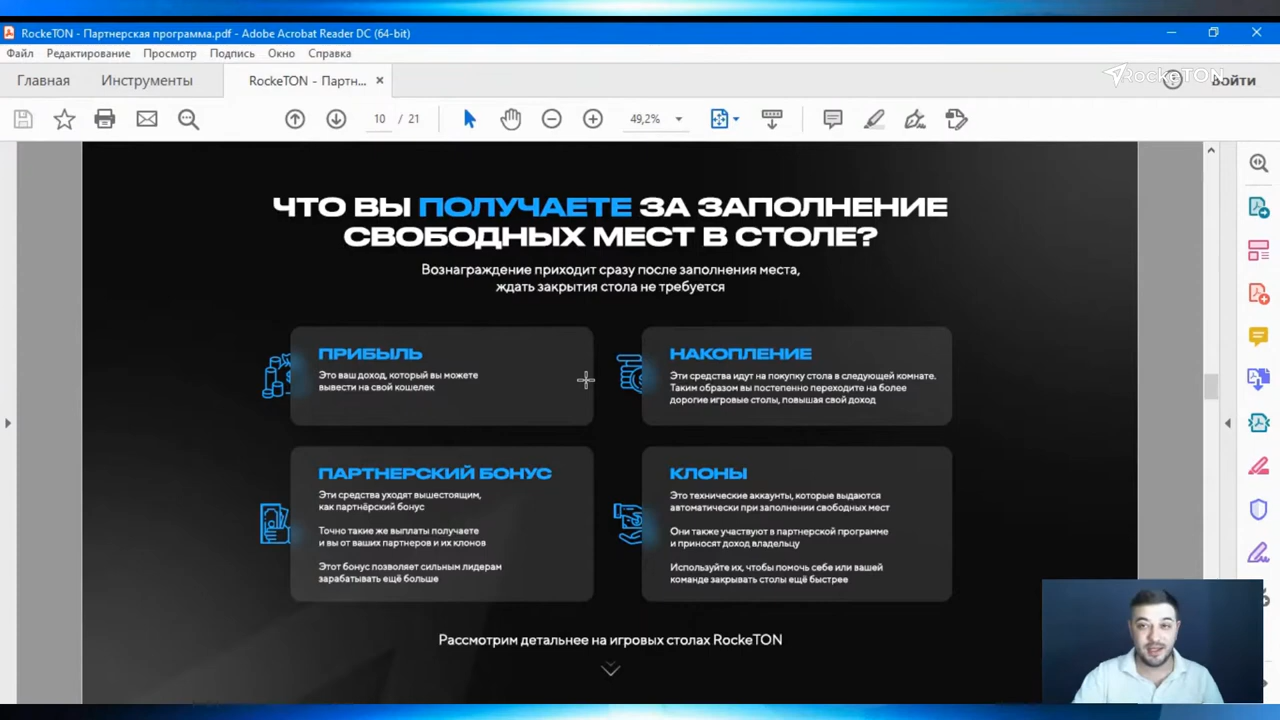 RockeTON - Партнерская программа.pdf - Adobe Acrobat Reader DC (64-bit)
Файл Редактирование Просмотр Подпись Окно Справка
Главная Инструменты RockeTON - Партн... × RockeTON Войти
10 / 21 49,2%
ЧТО ВЫ ПОЛУЧАЕТЕ ЗА ЗАПОЛНЕНИЕ
СВОБОДНЫХ МЕСТ В СТОЛЕ?
Вознаграждение приходит сразу после заполнения места,
ждать закрытия стола не требуется
ПРИБЫЛЬ
Это ваш доход, который вы можете
вывести на свой кошелек
НАКОПЛЕНИЕ
Эти средства идут на покупку стола в следующей комнате.
Таким образом вы постепенно переходите на более
дорогие игровые столы, повышая свой доход
ПАРТНЕРСКИЙ БОНУС
Эти средства уходят вышестоящим,
как партнёрский бонус
Точно такие же выплаты получаете
и вы от ваших партнеров и их клонов
Этот бонус позволяет сильным лидерам
зарабатывать ещё больше
КЛОНЫ
Это технические аккаунты, которые выдаются
автоматически при заполнении свободных мест
Они также участвуют в партнерской программе
и приносят доход владельцу
Используйте их, чтобы помочь себе или вашей
команде закрывать столы ещё быстрее
Рассмотрим детальнее на игровых столах RockeTON